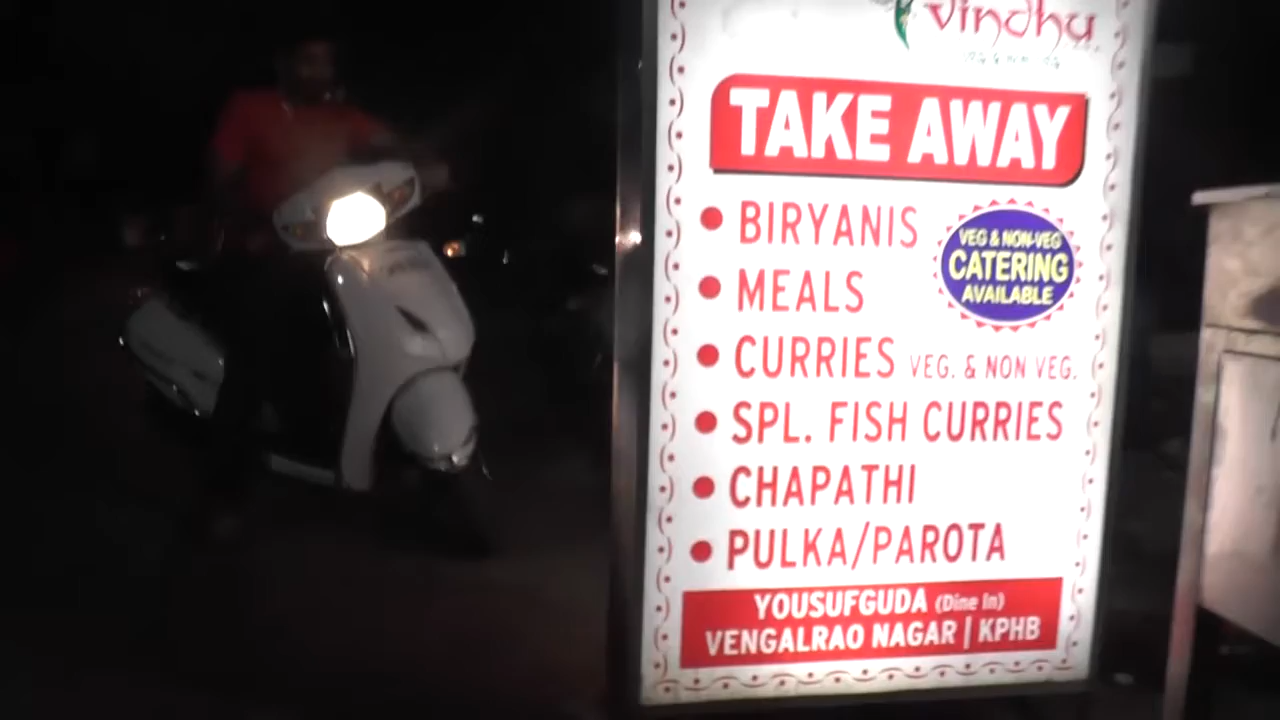 vindhu
TAKE AWAY
• BIRYANIS
• MEALS
• CURRIES VEG. & NON VEG.
• SPL. FISH CURRIES
• CHAPATHI
• PULKA/PAROTA
VEG & NON-VEG
CATERING
AVAILABLE
YOUSUFGUDA (Dine In)
VENGALRAO NAGAR | KPHB